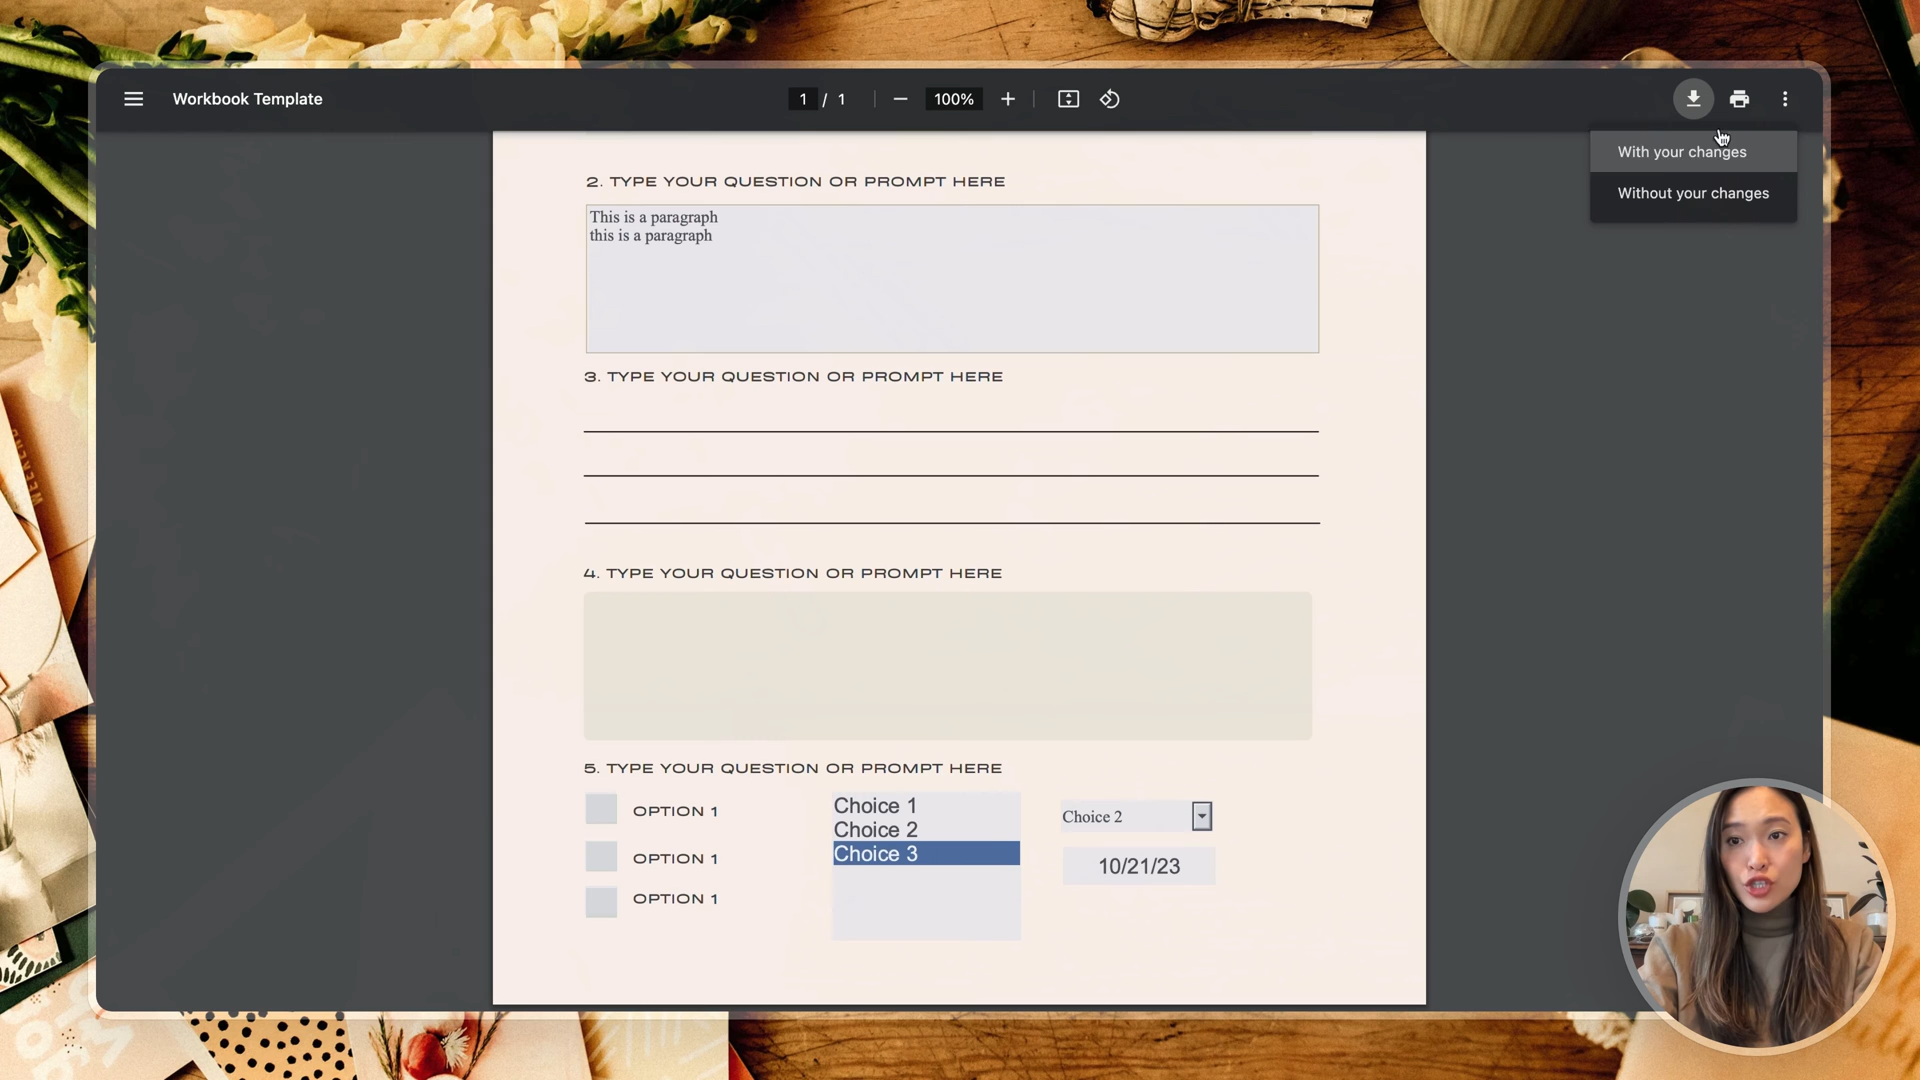 Workbook Template
1 / 1
100%
With your changes
Without your changes
2. TYPE YOUR QUESTION OR PROMPT HERE
This is a paragraph
this is a paragraph
3. TYPE YOUR QUESTION OR PROMPT HERE
4. TYPE YOUR QUESTION OR PROMPT HERE
5. TYPE YOUR QUESTION OR PROMPT HERE
OPTION 1
OPTION 1
OPTION 1
Choice 1
Choice 2
Choice 3
Choice 2
10/21/23
WEEKEND